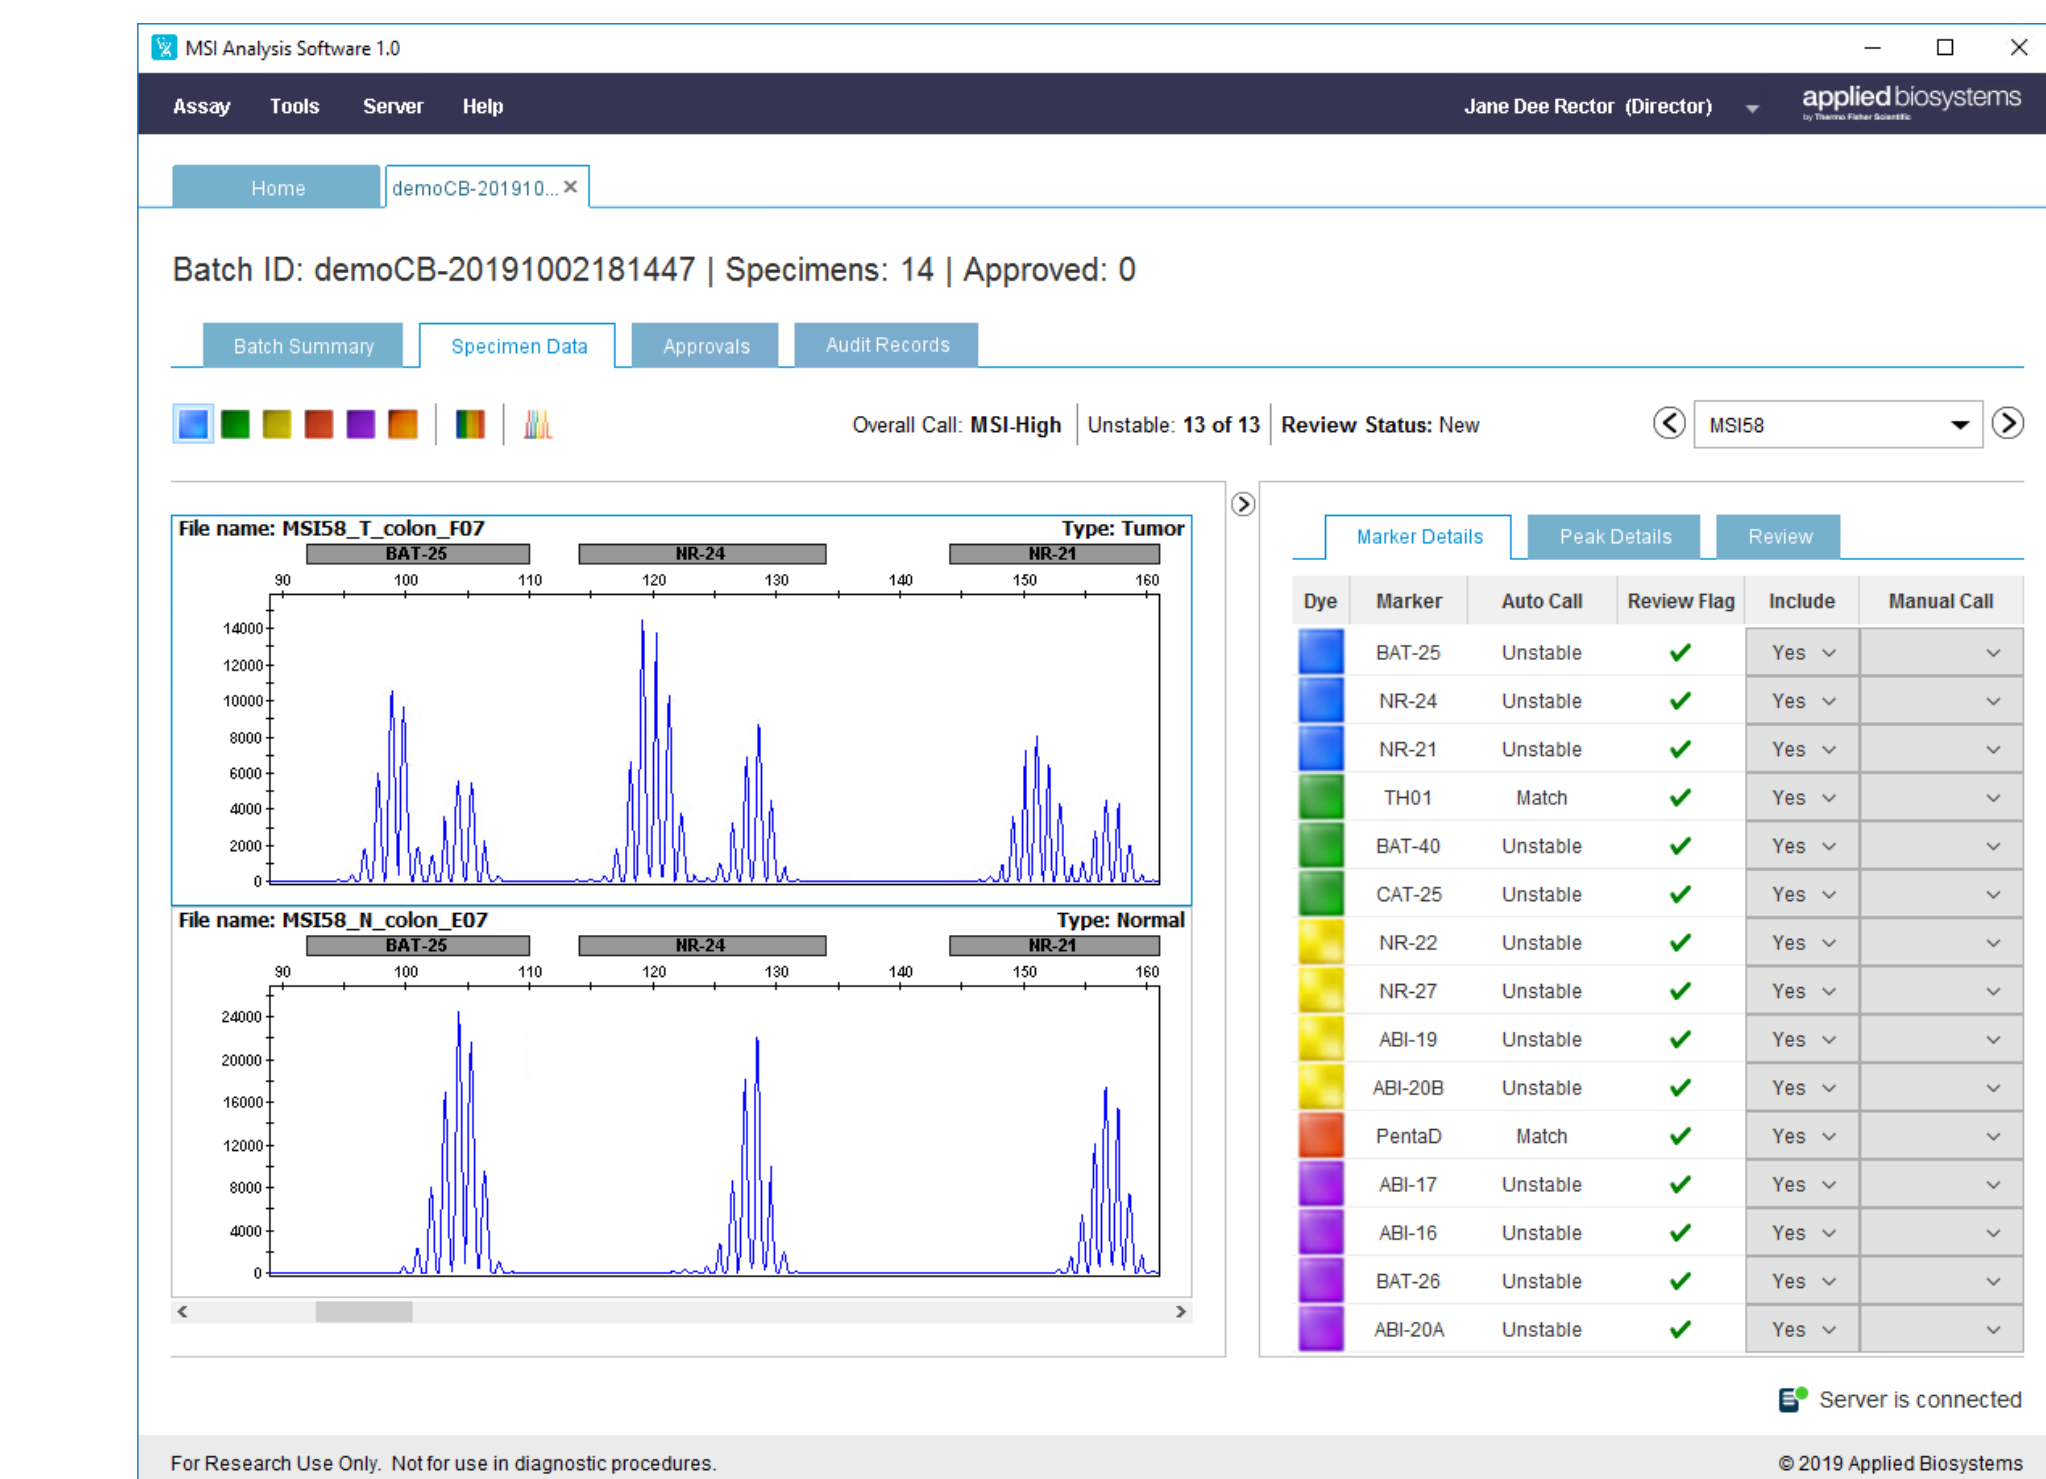 MSI Analysis Software 1.0
Assay Tools Server Help Jane Dee Rector (Director) applied biosystems
by Thermo Fisher Scientific
Home demoCB-201910...
Batch ID: demoCB-20191002181447 | Specimens: 14 | Approved: 0
Batch Summary Specimen Data Approvals Audit Records
Overall Call: MSI-High Unstable: 13 of 13 Review Status: New MSI58
File name: MSI58_T_colon_F07 Type: Tumor
BAT-25 NR-24 NR-21
90 100 110 120 130 140 150 160
14000
12000
10000
8000
6000
4000
2000
0
File name: MSI58_N_colon_E07 Type: Normal
BAT-25 NR-24 NR-21
90 100 110 120 130 140 150 160
24000
20000
16000
12000
8000
4000
0
Marker Details Peak Details Review
Dye Marker Auto Call Review Flag Include Manual Call
BAT-25 Unstable Yes
NR-24 Unstable Yes
NR-21 Unstable Yes
TH01 Match Yes
BAT-40 Unstable Yes
CAT-25 Unstable Yes
NR-22 Unstable Yes
NR-27 Unstable Yes
ABI-19 Unstable Yes
ABI-20B Unstable Yes
PentaD Match Yes
ABI-17 Unstable Yes
ABI-16 Unstable Yes
BAT-26 Unstable Yes
ABI-20A Unstable Yes
Server is connected
For Research Use Only. Not for use in diagnostic procedures. © 2019 Applied Biosystems